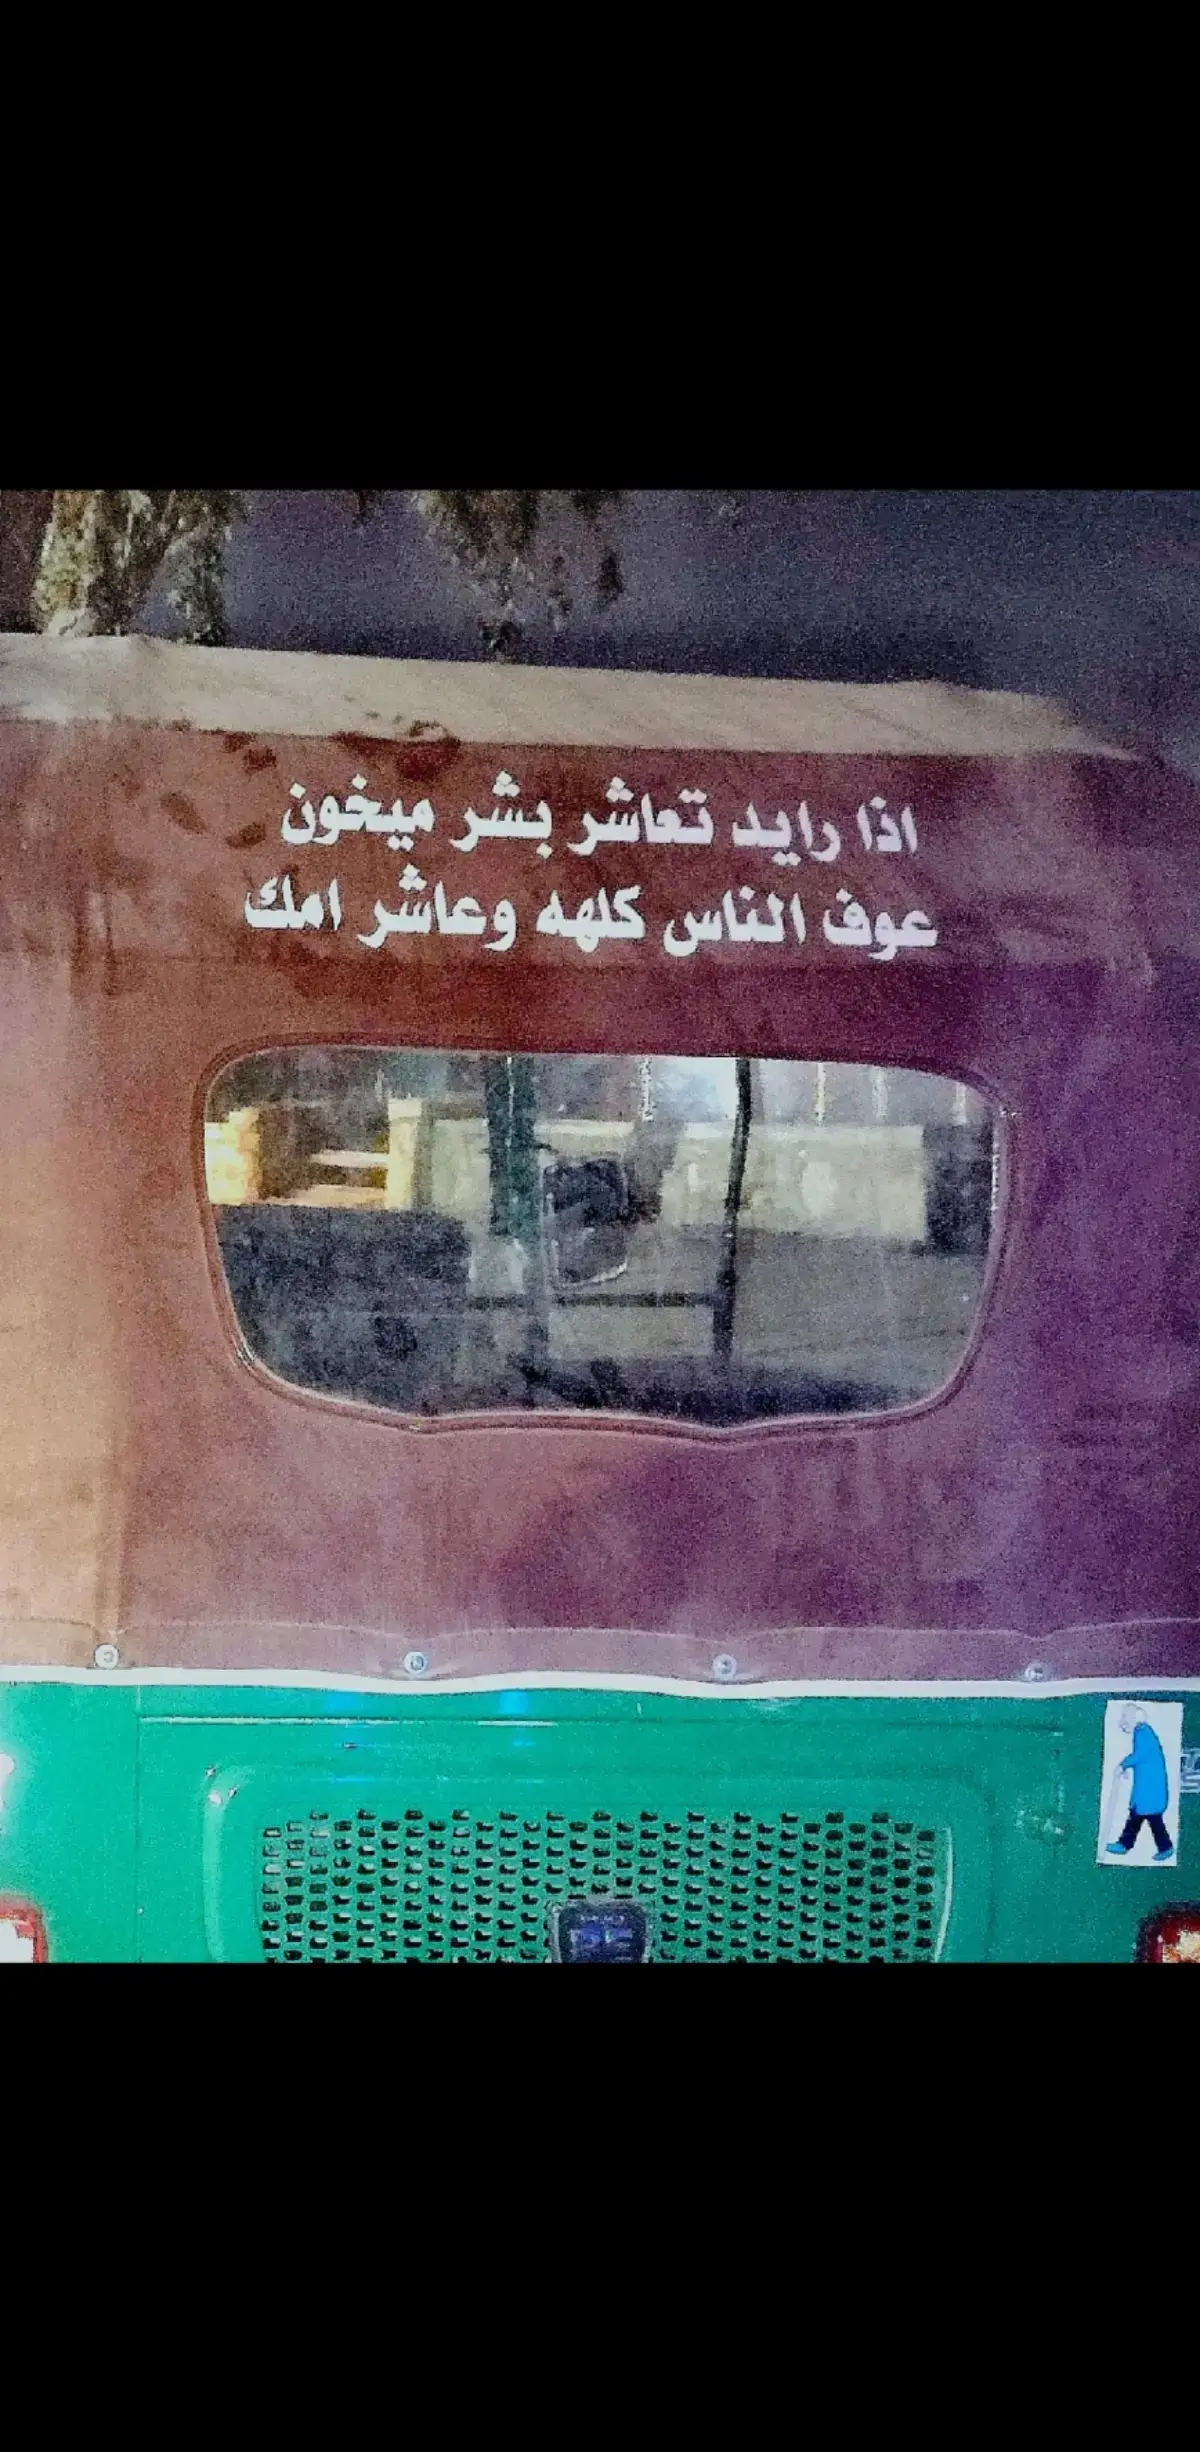 اذا رايد تعاشر بشر ميخون
عوف الناس كلهه وعاشر امك